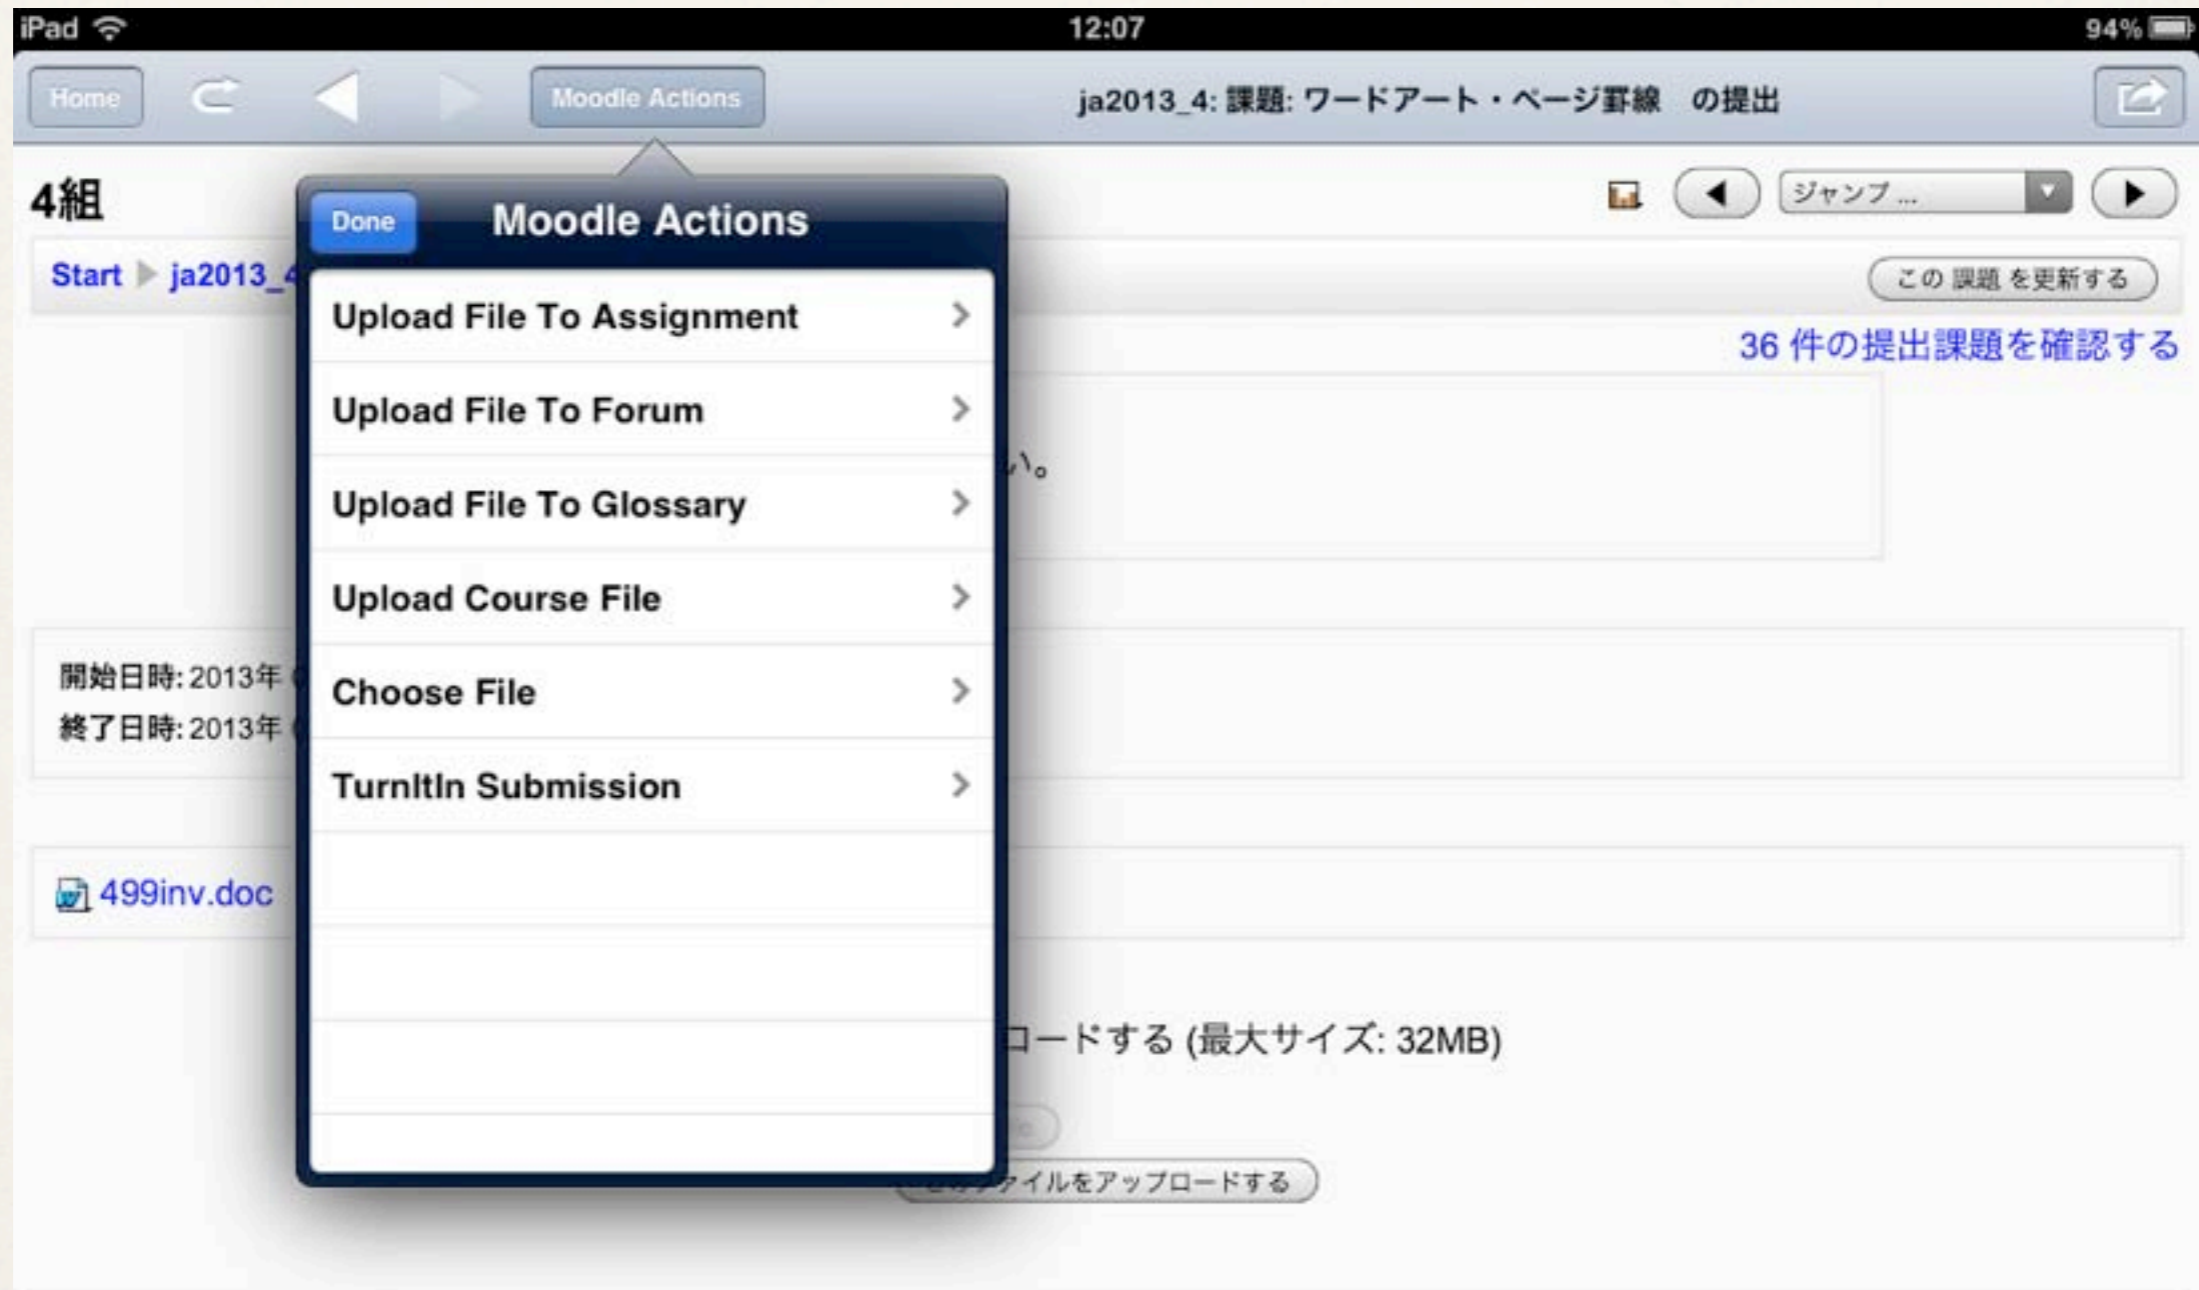 iPad 12:07 94%
Home Moodle Actions ja2013_4: 課題: ワードアート・ページ罫線 の提出
4組
ジャンプ ...
Done Moodle Actions
Start ja2013_4
この 課題 を更新する
Upload File To Assignment
36 件の提出課題を確認する
Upload File To Forum
い。
Upload File To Glossary
Upload Course File
開始日時: 2013年
Choose File
終了日時: 2013年
TurnItIn Submission
499inv.doc
ロードする (最大サイズ: 32MB)
ファイルをアップロードする